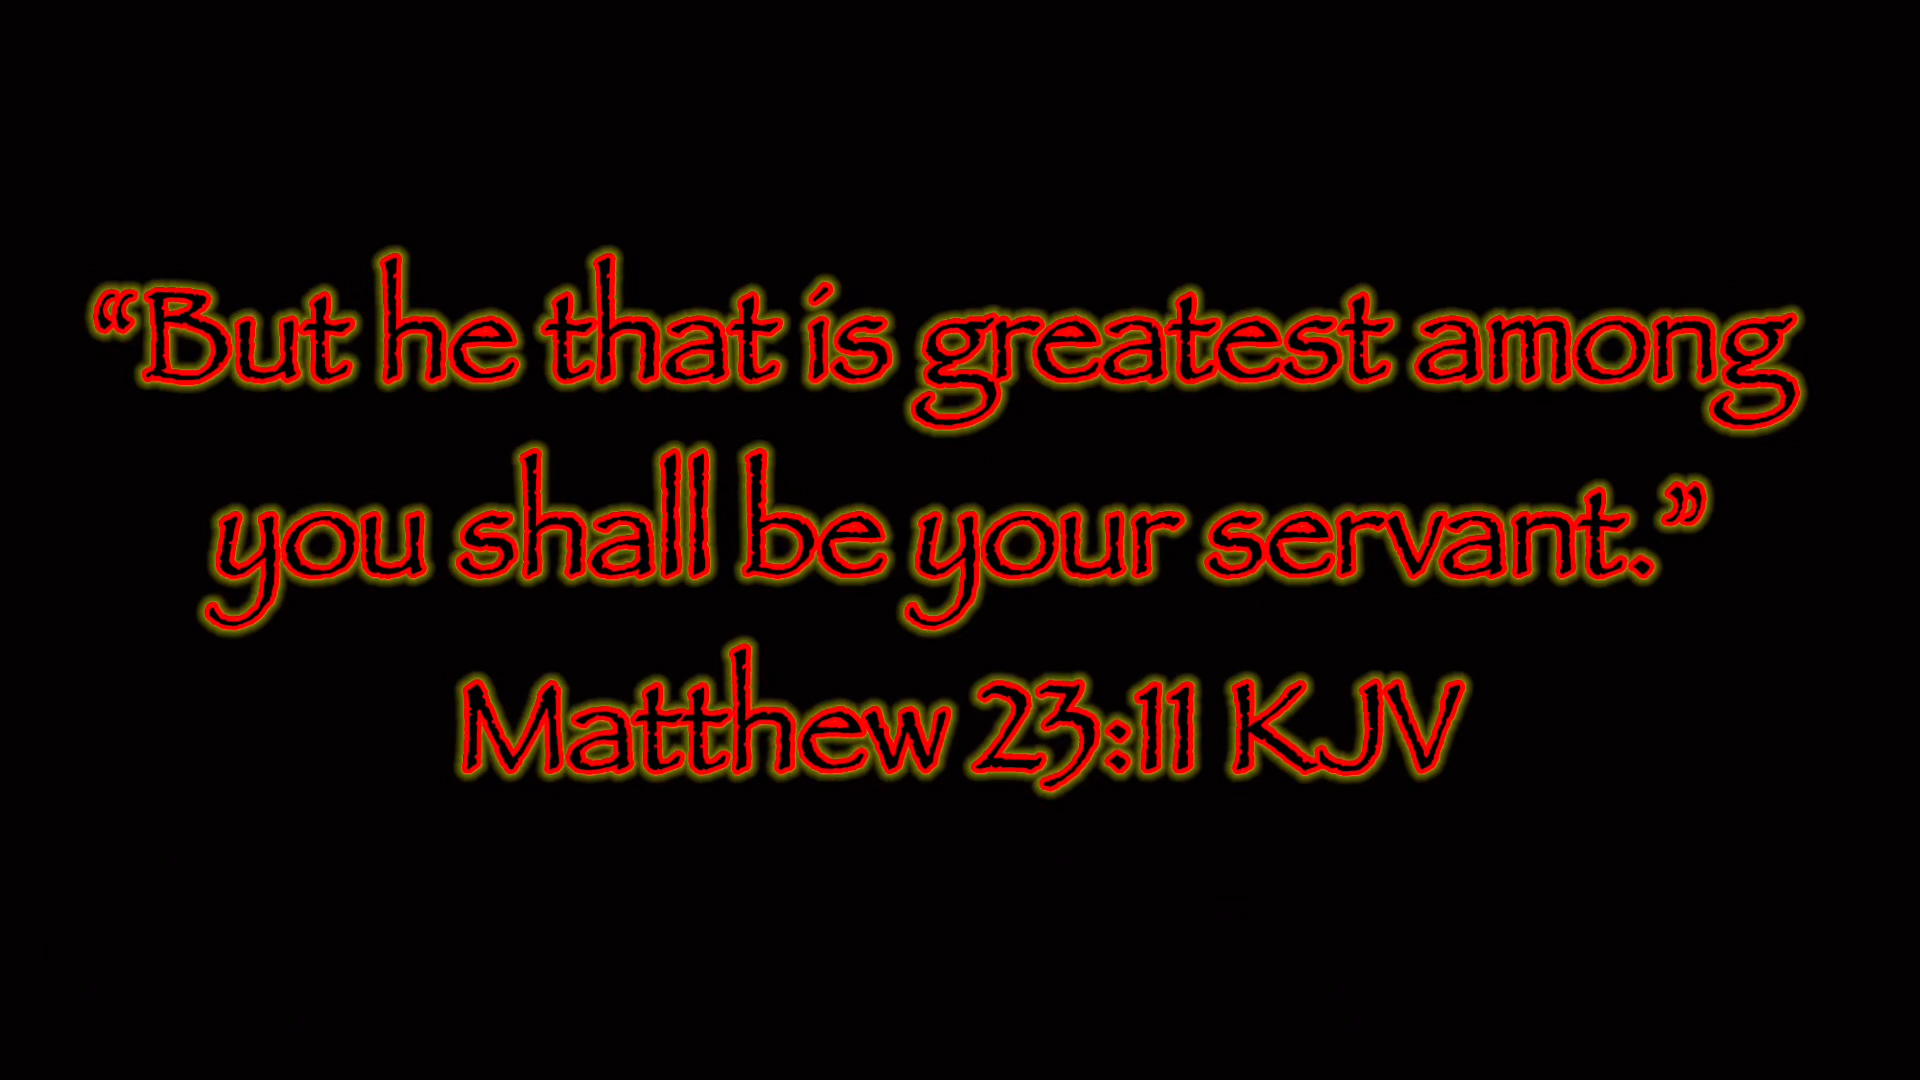 “But he that is greatest among
you shall be your servant.”
Matthew 23:11 KJV